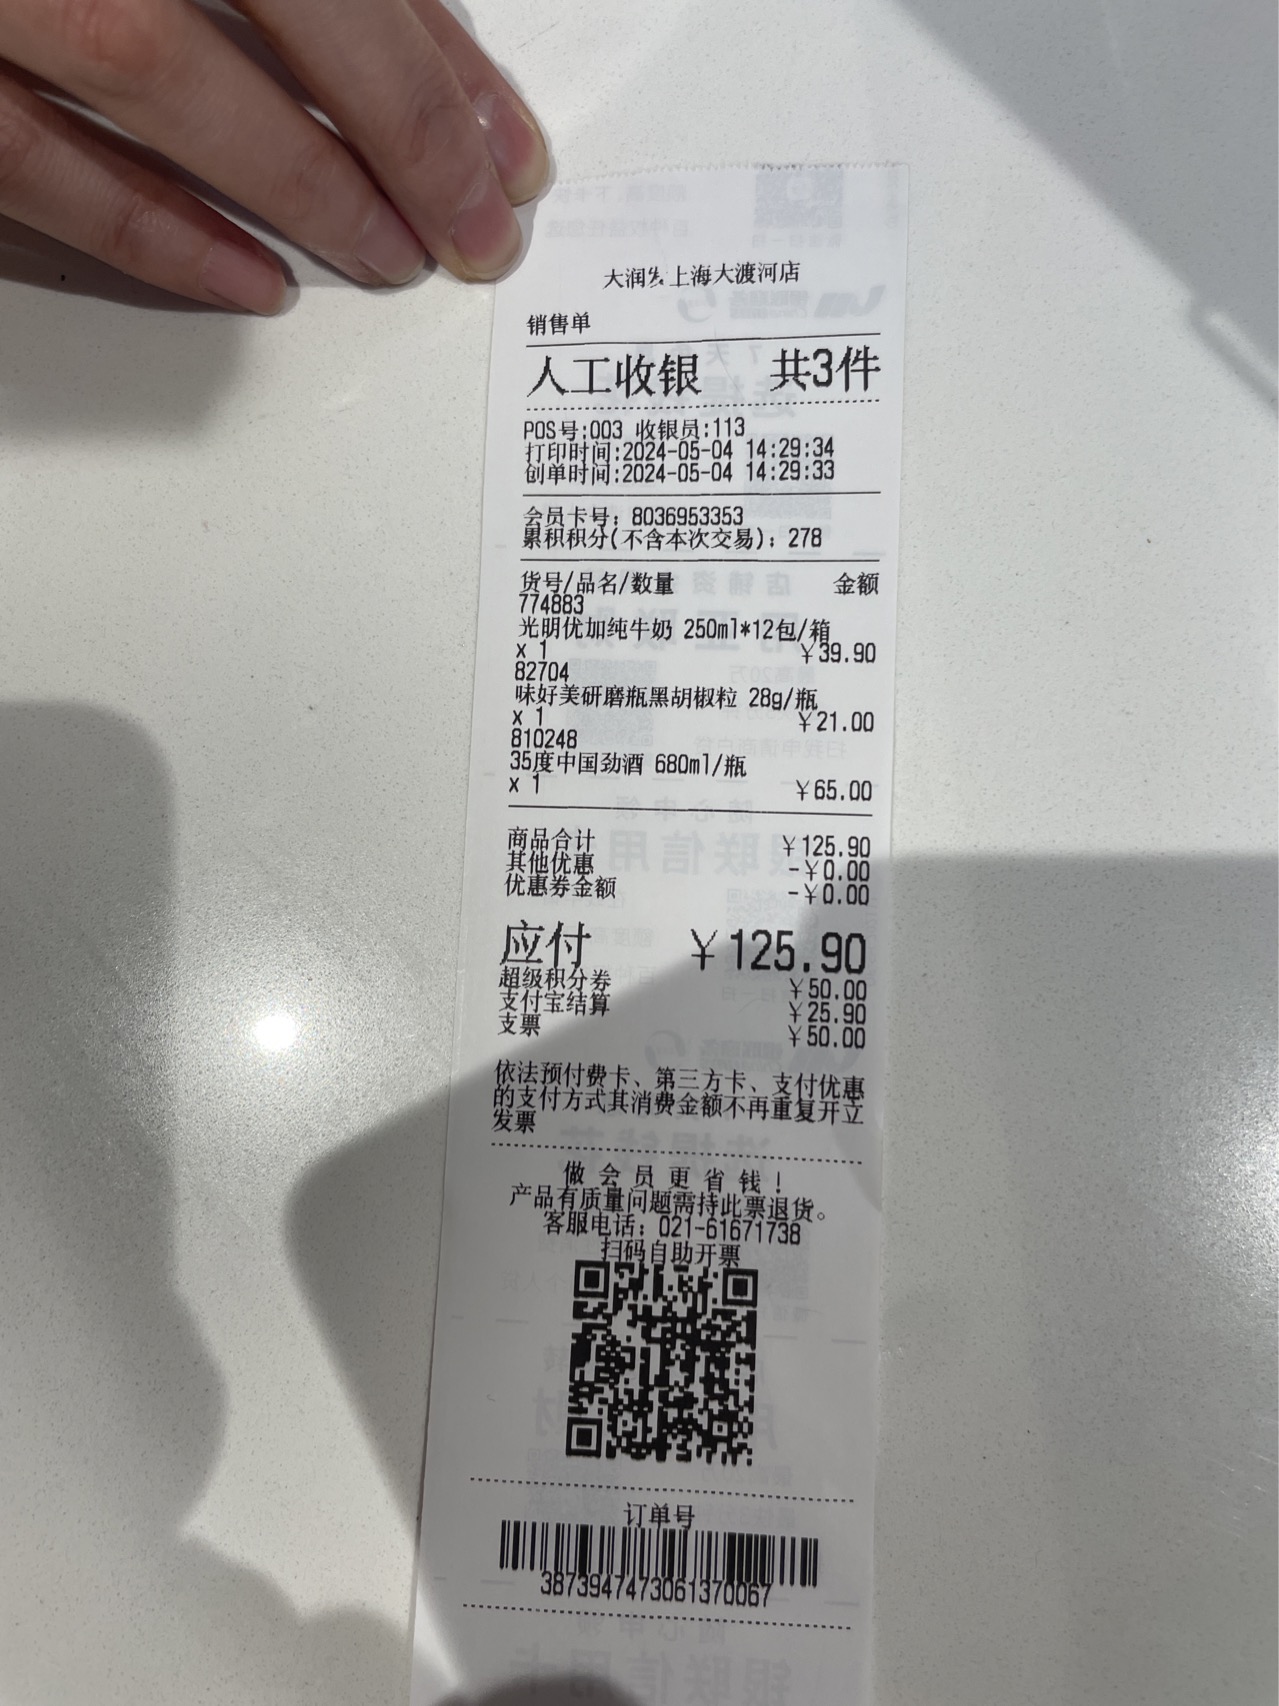 大润发上海大渡河店
销售单
人工收银 共3件
POS号:003 收银员:113
打印时间:2024-05-04 14:29:34
创单时间:2024-05-04 14:29:33
会员卡号: 8036953353
累积积分(不含本次交易): 278
货号/品名/数量 金额
774883
光明优加纯牛奶 250ml*12包/箱
x 1 ￥39.90
82704
味好美研磨瓶黑胡椒粒 28g/瓶
x 1 ￥21.00
810248
35度中国劲酒 680ml/瓶
x 1 ￥65.00
商品合计 ￥125.90
其他优惠 -￥0.00
优惠券金额 -￥0.00
应付 ￥125.90
超级积分券 ￥50.00
支付宝结算 ￥25.90
支票 ￥50.00
依法预付费卡、第三方卡、支付优惠
的支付方式其消费金额不再重复开立
发票
做会员更省钱!
产品有质量问题需持此票退货。
客服电话: 021-61671738
扫码自助开票
订单号
3873947473061370067